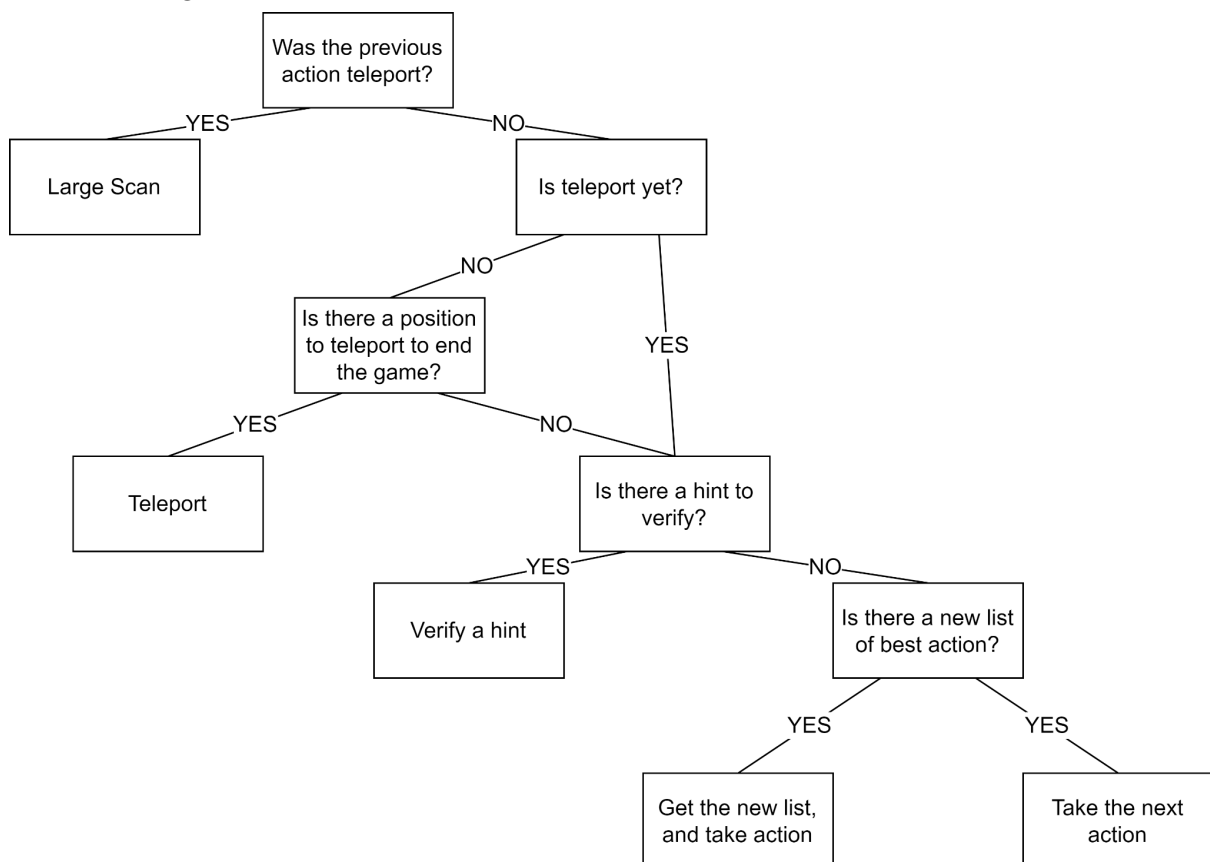 Was the previous
action teleport?
YES
NO
Large Scan
Is teleport yet?
NO
Is there a position
to teleport to end
the game?
YES
YES
NO
Teleport
Is there a hint to
verify?
YES
NO
Verify a hint
Is there a new list
of best action?
YES
YES
Get the new list,
and take action
Take the next
action